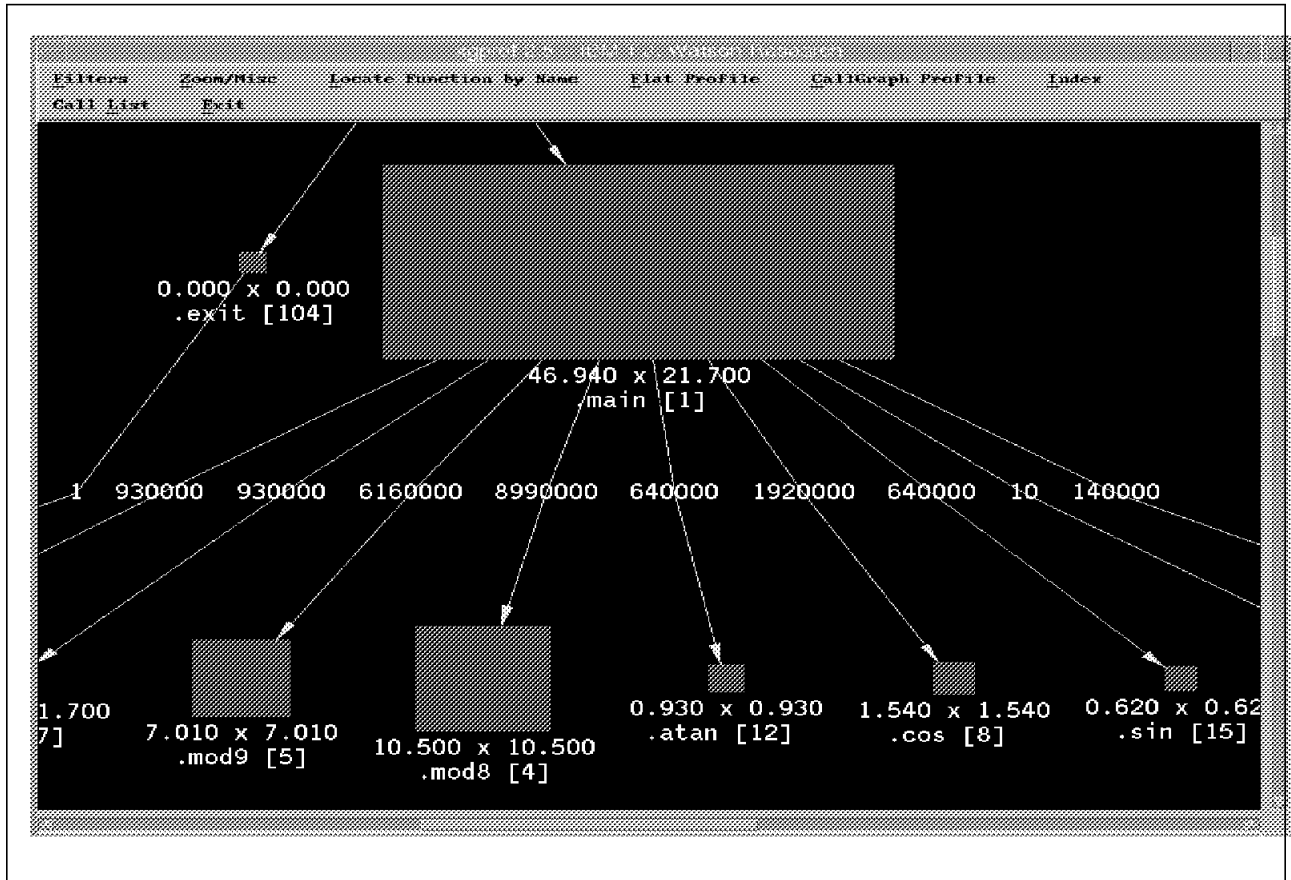 Filters Zoom/Misc Locate Function by Name Flat Profile CallGraph Profile Index
Call List Exit
0.000 x 0.000
.exit [104]
46.940 x 21.700
.main [1]
1 930000 930000 6160000 8990000 640000 1920000 640000 10 140000
1.700
7]
7.010 x 7.010
.mod9 [5]
10.500 x 10.500
.mod8 [4]
0.930 x 0.930
.atan [12]
1.540 x 1.540
.cos [8]
0.620 x 0.62
.sin [15]